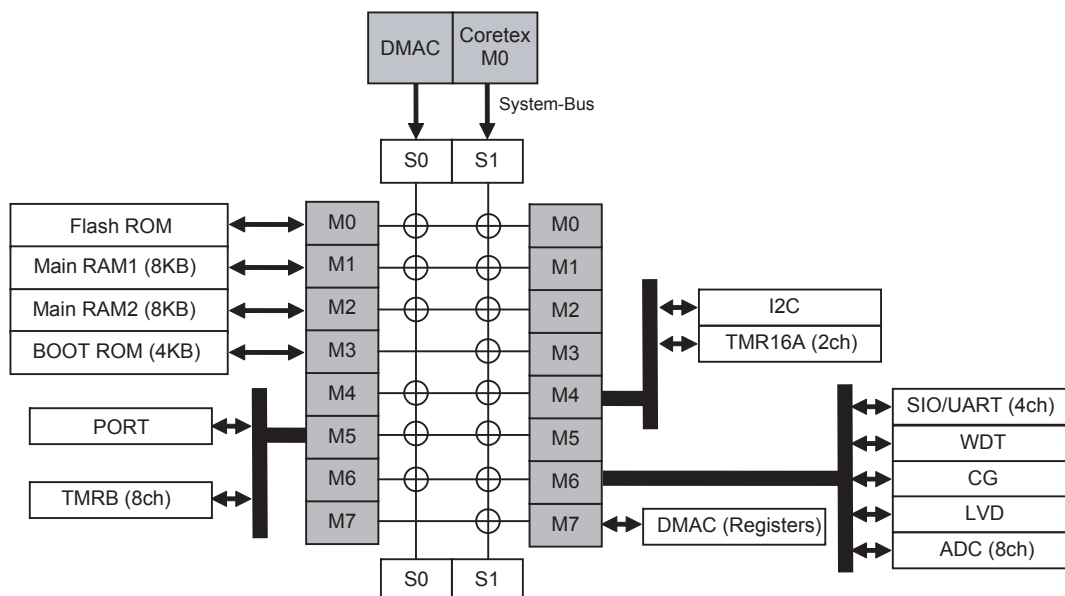 DMAC
Coretex
M0
System-Bus
S0
S1
Flash ROM
M0
M0
Main RAM1 (8KB)
M1
M1
Main RAM2 (8KB)
M2
M2
I2C
BOOT ROM (4KB)
M3
M3
TMR16A (2ch)
M4
M4
SIO/UART (4ch)
PORT
M5
M5
WDT
M6
M6
CG
TMRB (8ch)
M7
M7
DMAC (Registers)
LVD
ADC (8ch)
S0
S1